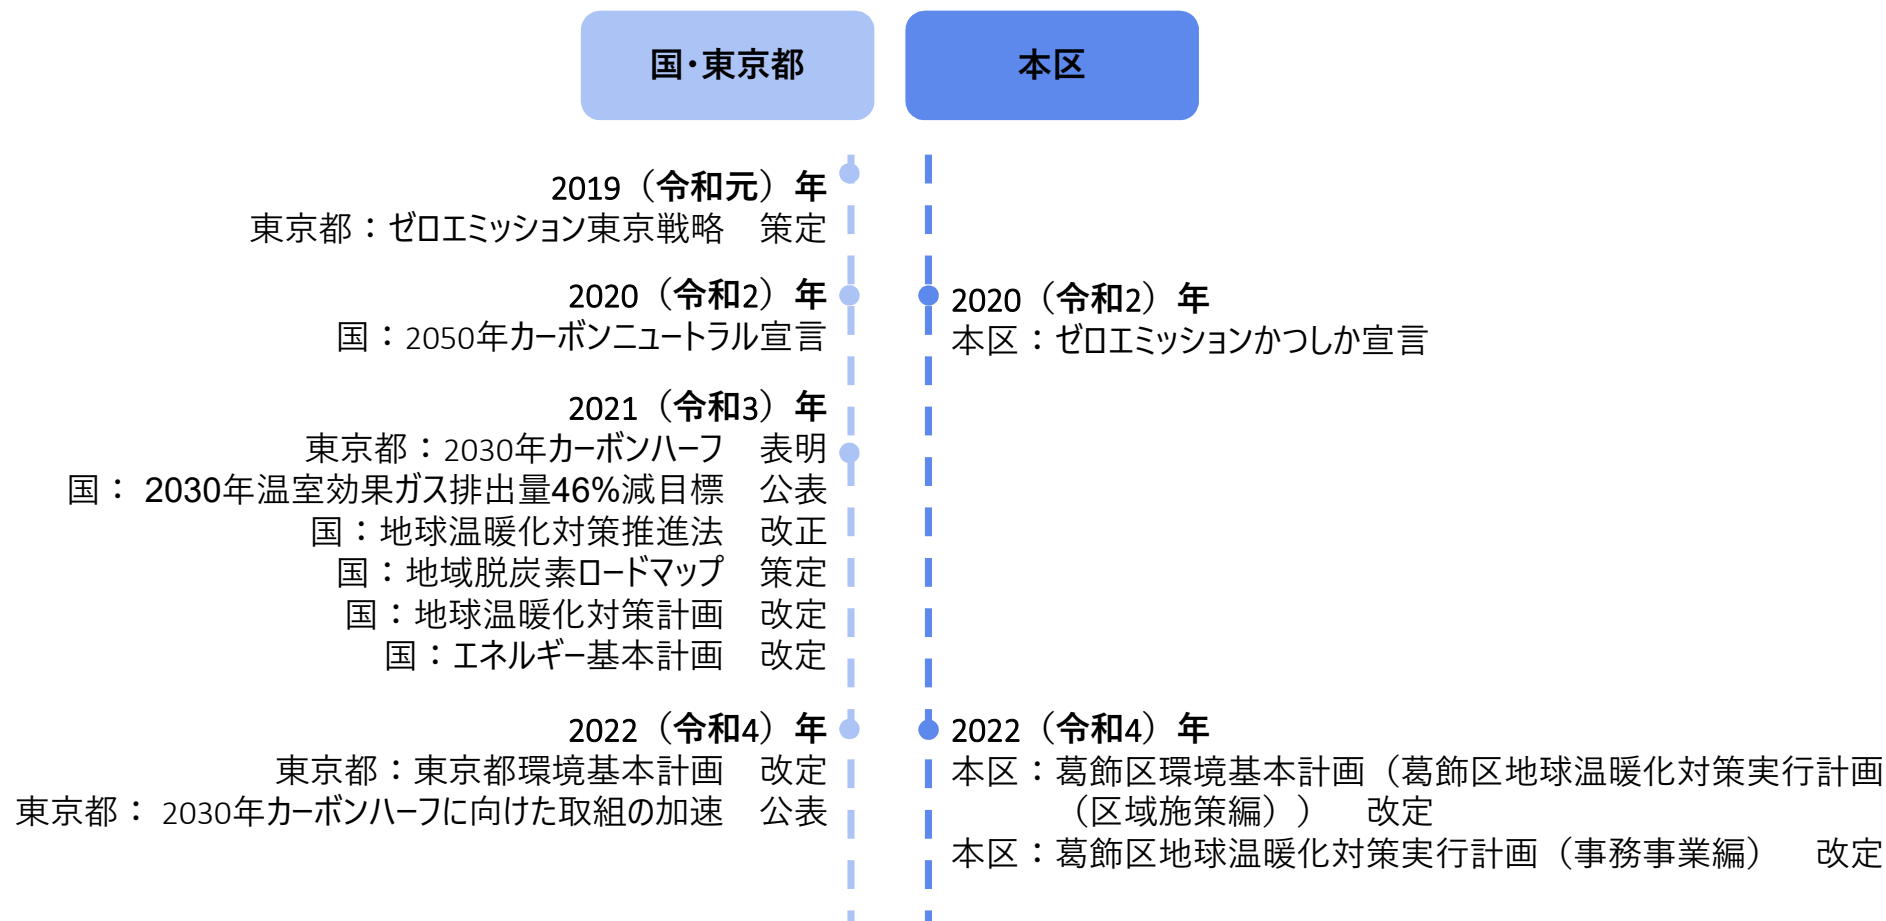 国・東京都
本区
2019（令和元）年
東京都：ゼロエミッション東京戦略　策定
2020（令和2）年
国：2050年カーボンニュートラル宣言
2020（令和2）年
本区：ゼロエミッションかつしか宣言
2021（令和3）年
東京都：2030年カーボンハーフ　表明
国： 2030年温室効果ガス排出量46%減目標　公表
国：地球温暖化対策推進法　改正
国：地域脱炭素ロードマップ　策定
国：地球温暖化対策計画　改定
国：エネルギー基本計画　改定
2022（令和4）年
東京都：東京都環境基本計画　改定
東京都： 2030年カーボンハーフに向けた取組の加速　公表
2022（令和4）年
本区：葛飾区環境基本計画（葛飾区地球温暖化対策実行計画
（区域施策編））　改定
本区：葛飾区地球温暖化対策実行計画（事務事業編）　改定